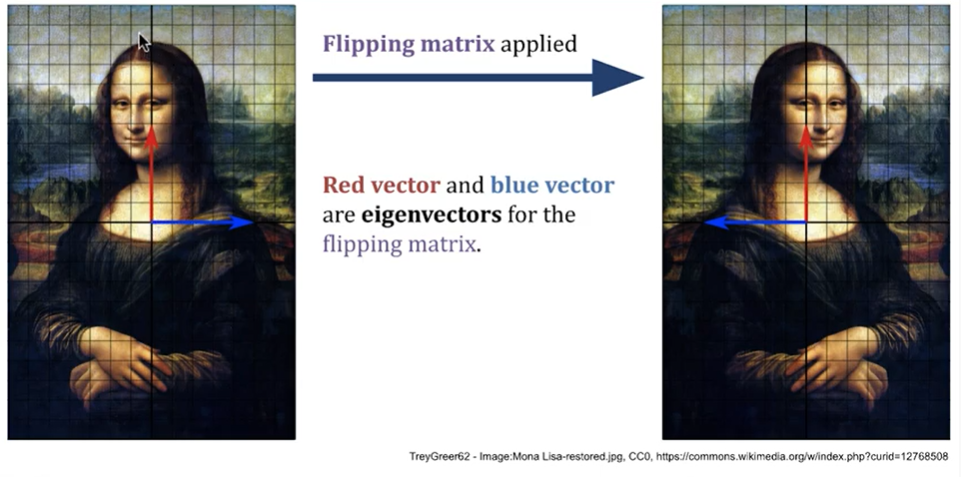 Flipping matrix applied
Red vector and blue vector
are eigenvectors for the
flipping matrix.
TreyGreer62 - Image:Mona Lisa-restored.jpg, CC0, https://commons.wikimedia.org/w/index.php?curid=12768508